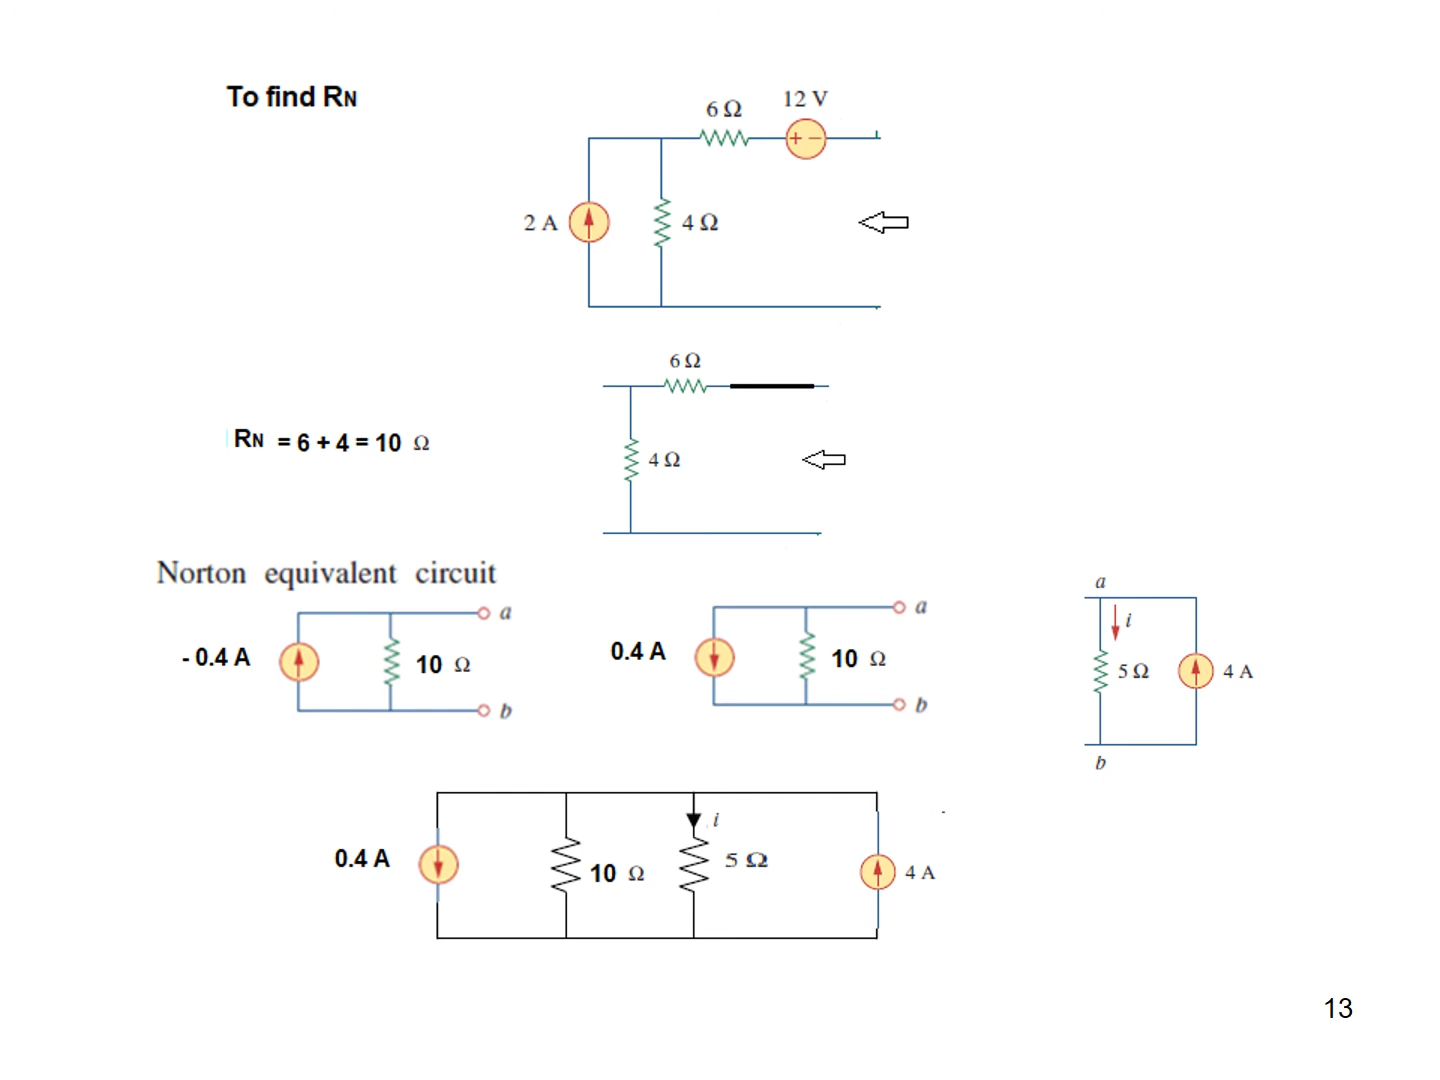 To find RN
6 Ω
12 V
+ −
2 A
4 Ω
6 Ω
RN = 6 + 4 = 10 Ω
4 Ω
Norton equivalent circuit
a
- 0.4 A
10 Ω
b
a
0.4 A
10 Ω
b
a
i
5 Ω
4 A
b
i
0.4 A
10 Ω
5 Ω
4 A
13